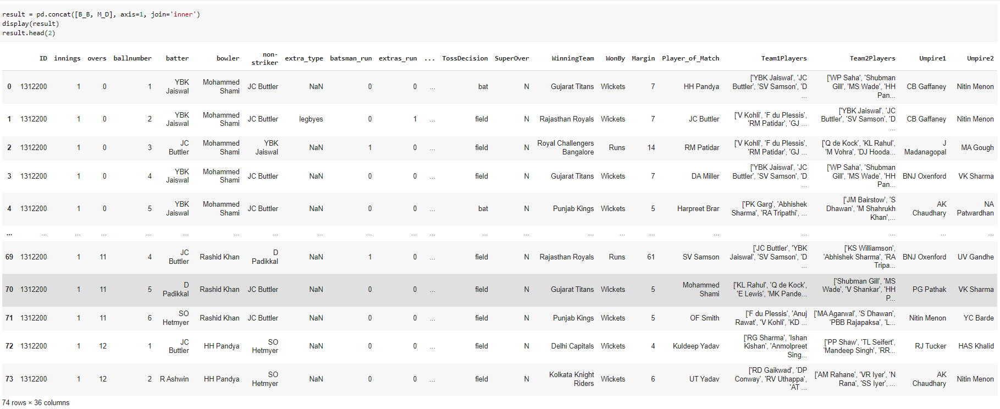 result = pd.concat([B_B, M_D], axis=1, join='inner')
display(result)
result.head(2)
ID innings overs ballnumber batter bowler non-striker extra_type batsman_run extras_run ... TossDecision SuperOver WinningTeam WonBy Margin Player_of_Match Team1Players Team2Players Umpire1 Umpire2
0 1312200 1 0 1 YBK Jaiswal Mohammed Shami JC Buttler NaN 0 0 ... bat N Gujarat Titans Wickets 7 HH Pandya ['YBK Jaiswal', 'JC Buttler', 'SV Samson', 'D ... ['WP Saha', 'Shubman Gill', 'MS Wade', 'HH Pan... CB Gaffaney Nitin Menon
1 1312200 1 0 2 YBK Jaiswal Mohammed Shami JC Buttler legbyes 0 1 ... field N Rajasthan Royals Wickets 7 JC Buttler ['V Kohli', 'F du Plessis', 'RM Patidar', 'GJ ... ['YBK Jaiswal', 'JC Buttler', 'SV Samson', 'D ... CB Gaffaney Nitin Menon
2 1312200 1 0 3 JC Buttler Mohammed Shami YBK Jaiswal NaN 1 0 ... field N Royal Challengers Bangalore Runs 14 RM Patidar ['V Kohli', 'F du Plessis', 'RM Patidar', 'GJ ... ['Q de Kock', 'KL Rahul', 'M Vohra', 'DJ Hooda... J Madanagopal MA Gough
3 1312200 1 0 4 YBK Jaiswal Mohammed Shami JC Buttler NaN 0 0 ... field N Gujarat Titans Wickets 7 DA Miller ['YBK Jaiswal', 'JC Buttler', 'SV Samson', 'D ... ['WP Saha', 'Shubman Gill', 'MS Wade', 'HH Pan... BNJ Oxenford VK Sharma
4 1312200 1 0 5 YBK Jaiswal Mohammed Shami JC Buttler NaN 0 0 ... bat N Punjab Kings Wickets 5 Harpreet Brar ['PK Garg', 'Abhishek Sharma', 'RA Tripathi', ... ['JM Bairstow', 'S Dhawan', 'M Shahrukh Khan',... AK Chaudhary NA Patwardhan
... ... ... ... ... ... ... ... ... ... ... ... ... ... ... ... ... ... ... ... ... ...
69 1312200 1 11 4 JC Buttler Rashid Khan D Padikkal NaN 1 0 ... field N Rajasthan Royals Runs 61 SV Samson ['JC Buttler', 'YBK Jaiswal', 'SV Samson', 'D ... ['KS Williamson', 'Abhishek Sharma', 'RA Tripa... BNJ Oxenford UV Gandhe
70 1312200 1 11 5 D Padikkal Rashid Khan JC Buttler NaN 0 0 ... field N Gujarat Titans Wickets 5 Mohammed Shami ['KL Rahul', 'Q de Kock', 'E Lewis', 'MK Pande... ['Shubman Gill', 'MS Wade', 'V Shankar', 'HH P... PG Pathak VK Sharma
71 1312200 1 11 6 SO Hetmyer Rashid Khan JC Buttler NaN 0 0 ... field N Punjab Kings Wickets 5 OF Smith ['F du Plessis', 'Anuj Rawat', 'V Kohli', 'KD ... ['MA Agarwal', 'S Dhawan', 'PBB Rajapaksa', 'L... Nitin Menon YC Barde
72 1312200 1 12 1 JC Buttler HH Pandya SO Hetmyer NaN 0 0 ... field N Delhi Capitals Wickets 4 Kuldeep Yadav ['RG Sharma', 'Ishan Kishan', 'Anmolpreet Sing... ['PP Shaw', 'TL Seifert', 'Mandeep Singh', 'RR... RJ Tucker HAS Khalid
73 1312200 1 12 2 R Ashwin HH Pandya SO Hetmyer NaN 0 0 ... field N Kolkata Knight Riders Wickets 6 UT Yadav ['RD Gaikwad', 'DP Conway', 'RV Uthappa', 'AT ... ['AM Rahane', 'VR Iyer', 'N Rana', 'SS Iyer', ... AK Chaudhary Nitin Menon
74 rows × 36 columns